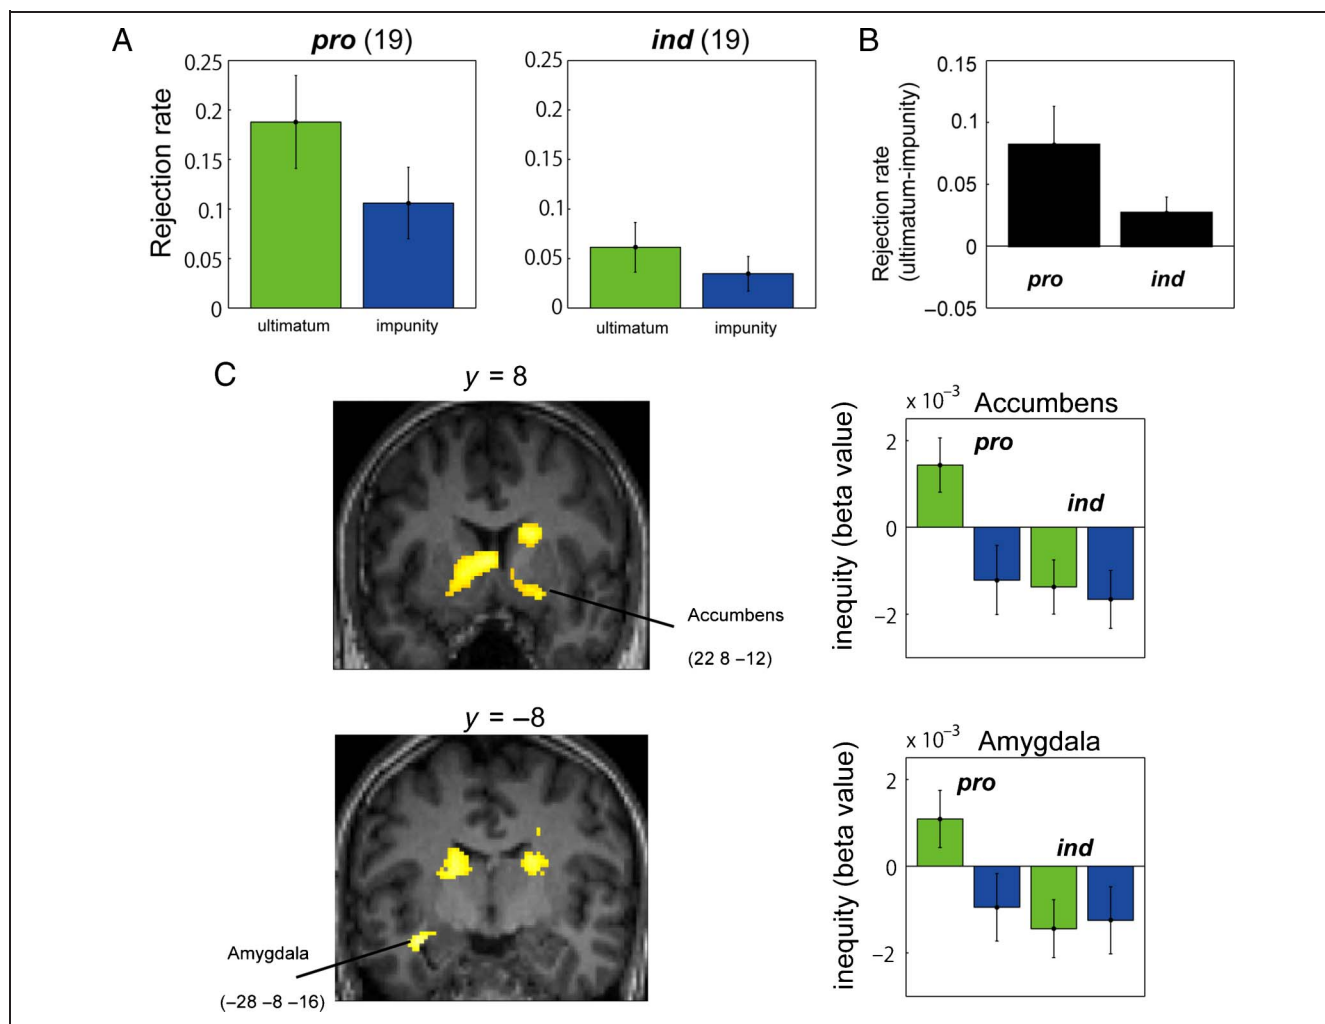 A
pro (19)
Rejection rate
0.25
0.2
0.15
0.1
0.05
0
ultimatum
impunity
ind (19)
0.25
0.2
0.15
0.1
0.05
0
ultimatum
impunity
B
Rejection rate
(ultimatum-impunity)
0.15
0.1
0.05
0
−0.05
pro
ind
C
y = 8
Accumbens
(22 8 −12)
x 10⁻³
Accumbens
inequity (beta value)
2
0
−2
pro
ind
y = −8
Amygdala
(−28 −8 −16)
x 10⁻³
Amygdala
inequity (beta value)
2
0
−2
pro
ind